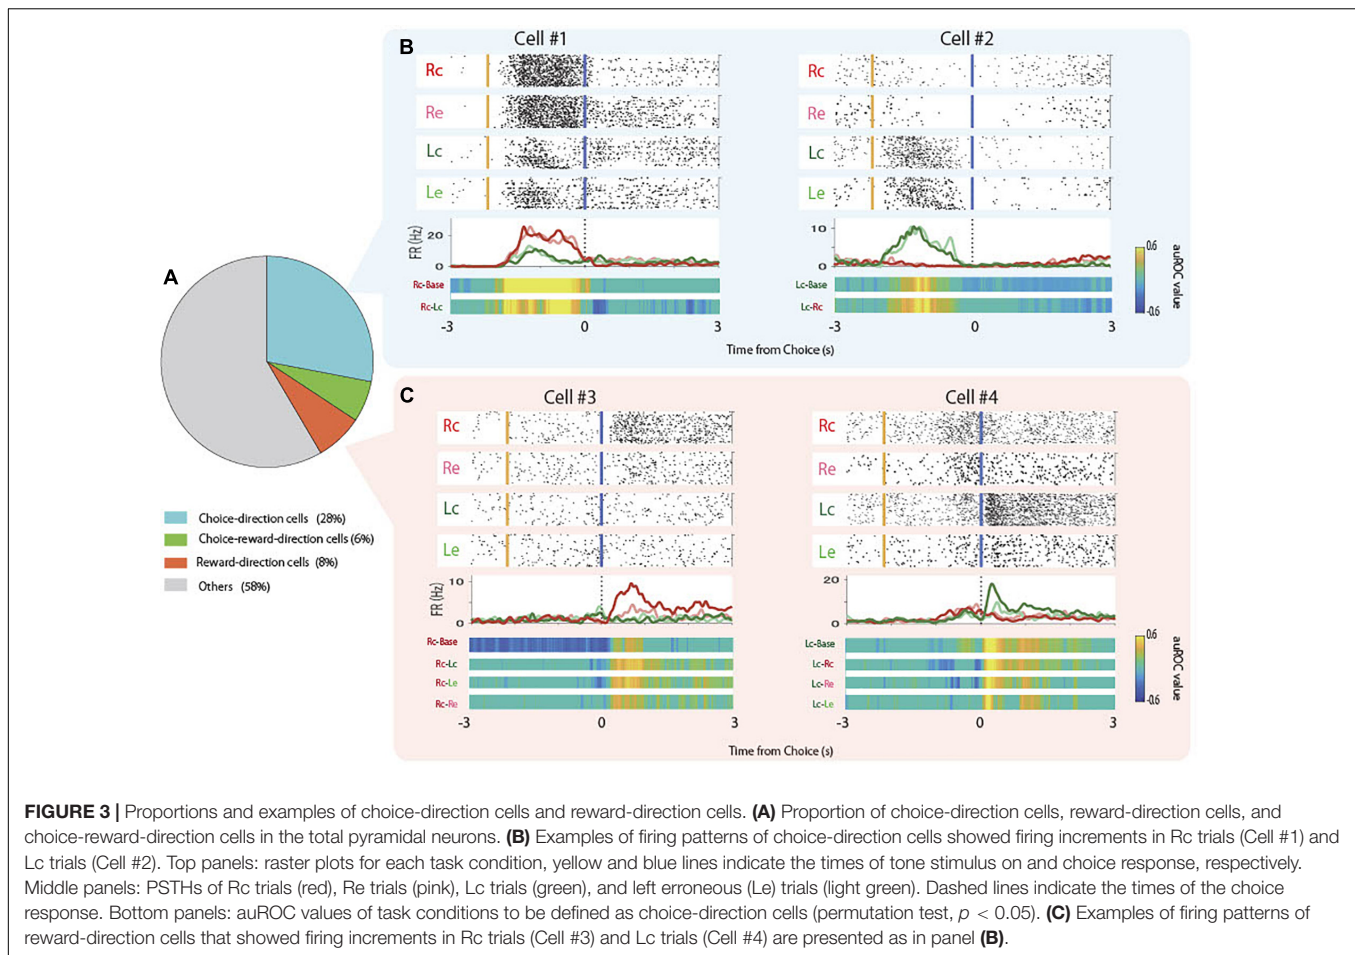 A
Choice-direction cells (28%)
Choice-reward-direction cells (6%)
Reward-direction cells (8%)
Others (58%)
B
Cell #1
Rc
Re
Lc
Le
FR (Hz)
20
0
Rc-Base
Rc-Lc
-3 0 3
Cell #2
Rc
Re
Lc
Le
10
0
Lc-Base
Lc-Rc
-3 0 3
0.6
-0.6
auROC value
Time from Choice (s)
C
Cell #3
Rc
Re
Lc
Le
FR (Hz)
10
0
Rc-Base
Rc-Lc
Rc-Le
Rc-Re
-3 0 3
Cell #4
Rc
Re
Lc
Le
20
0
Lc-Base
Lc-Rc
Lc-Re
Lc-Le
-3 0 3
0.6
-0.6
auROC value
Time from Choice (s)
FIGURE 3 | Proportions and examples of choice-direction cells and reward-direction cells. (A) Proportion of choice-direction cells, reward-direction cells, and
choice-reward-direction cells in the total pyramidal neurons. (B) Examples of firing patterns of choice-direction cells showed firing increments in Rc trials (Cell #1) and
Lc trials (Cell #2). Top panels: raster plots for each task condition, yellow and blue lines indicate the times of tone stimulus on and choice response, respectively.
Middle panels: PSTHs of Rc trials (red), Re trials (pink), Lc trials (green), and left erroneous (Le) trials (light green). Dashed lines indicate the times of the choice
response. Bottom panels: auROC values of task conditions to be defined as choice-direction cells (permutation test, p < 0.05). (C) Examples of firing patterns of
reward-direction cells that showed firing increments in Rc trials (Cell #3) and Lc trials (Cell #4) are presented as in panel (B).